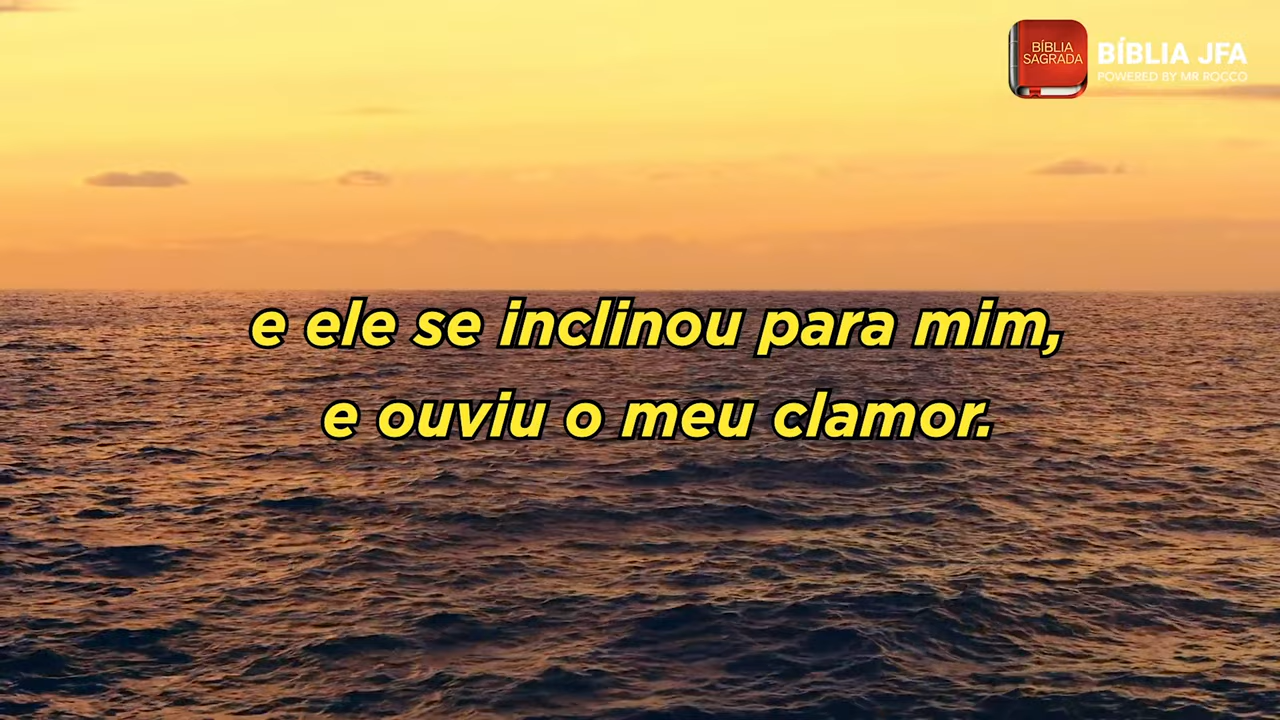 BÍBLIA
SAGRADA
BÍBLIA JFA
POWERED BY MR ROCCO
e ele se inclinou para mim,
e ouviu o meu clamor.